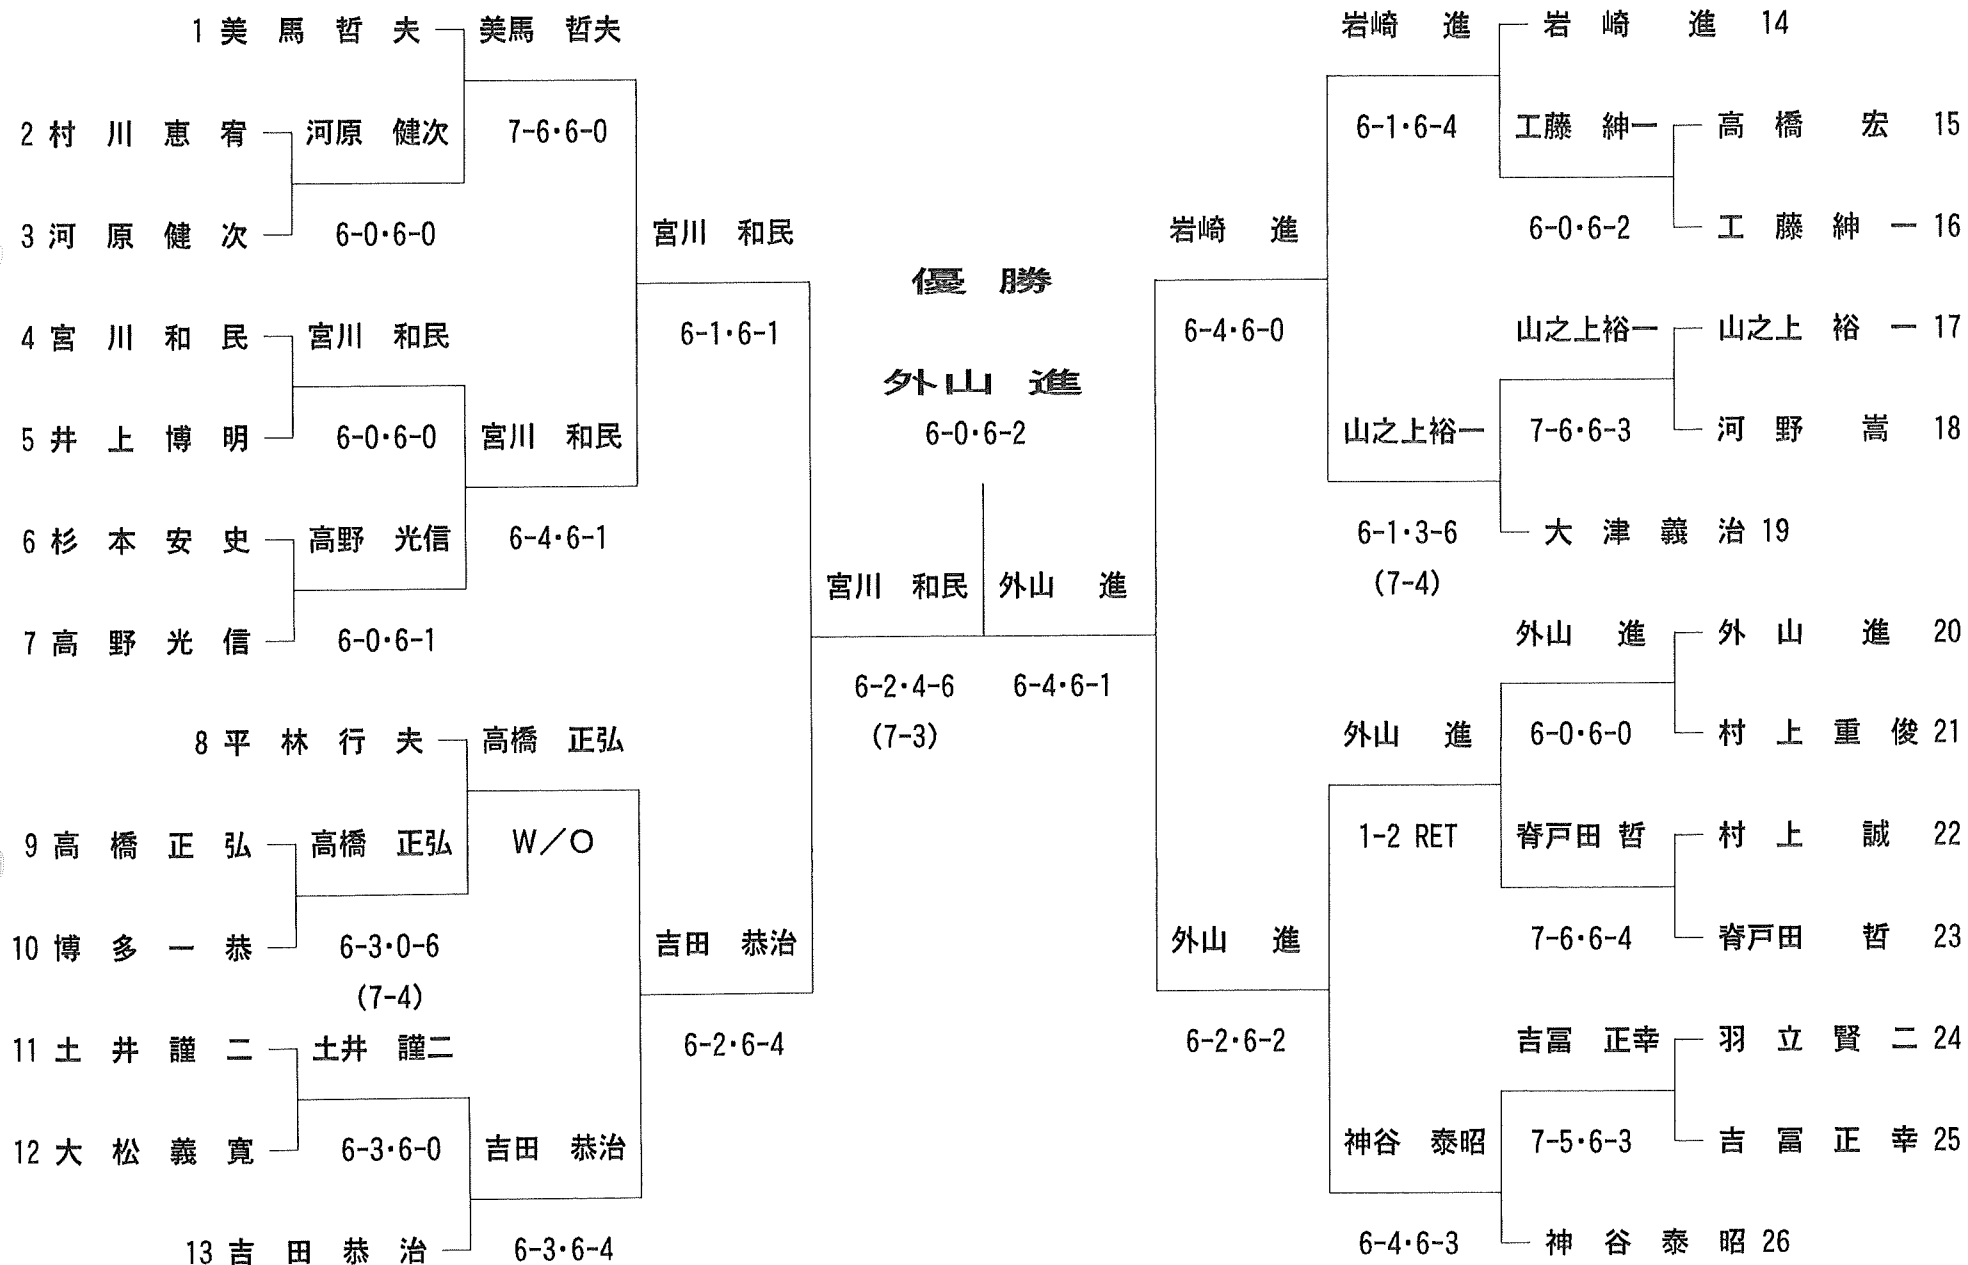 1 美 馬 哲 夫 美馬 哲夫
2 村 川 恵 宥 河原 健次 7-6・6-0
3 河 原 健 次 6-0・6-0 宮川 和民
4 宮 川 和 民 宮川 和民 6-1・6-1
5 井 上 博 明 6-0・6-0 宮川 和民
6 杉 本 安 史 高野 光信 6-4・6-1
7 高 野 光 信 6-0・6-1
宮川 和民
6-2・4-6
(7-3)
8 平 林 行 夫 高橋 正弘
9 高 橋 正 弘 高橋 正弘 W/O
10 博 多 一 恭 6-3・0-6 吉田 恭治
(7-4)
11 土 井 謹 二 土井 謹二 6-2・6-4
12 大 松 義 寛 6-3・6-0 吉田 恭治
13 吉 田 恭 治 6-3・6-4
優 勝
外山 進
6-0・6-2
岩崎 進 岩 崎 進 14
6-1・6-4 工藤 紳一 高 橋 宏 15
岩崎 進 6-0・6-2 工 藤 紳 一 16
6-4・6-0 山之上裕一 山之上 裕 一 17
山之上裕一 7-6・6-3 河 野 嵩 18
6-1・3-6 大 津 義 治 19
(7-4)
外山 進
6-4・6-1
外山 進 外 山 進 20
外山 進 6-0・6-0 村 上 重 俊 21
1-2 RET 脊戸田 哲 村 上 誠 22
外山 進 7-6・6-4 脊戸田 哲 23
6-2・6-2 吉冨 正幸 羽 立 賢 二 24
神谷 泰昭 7-5・6-3 吉 冨 正 幸 25
6-4・6-3 神 谷 泰 昭 26